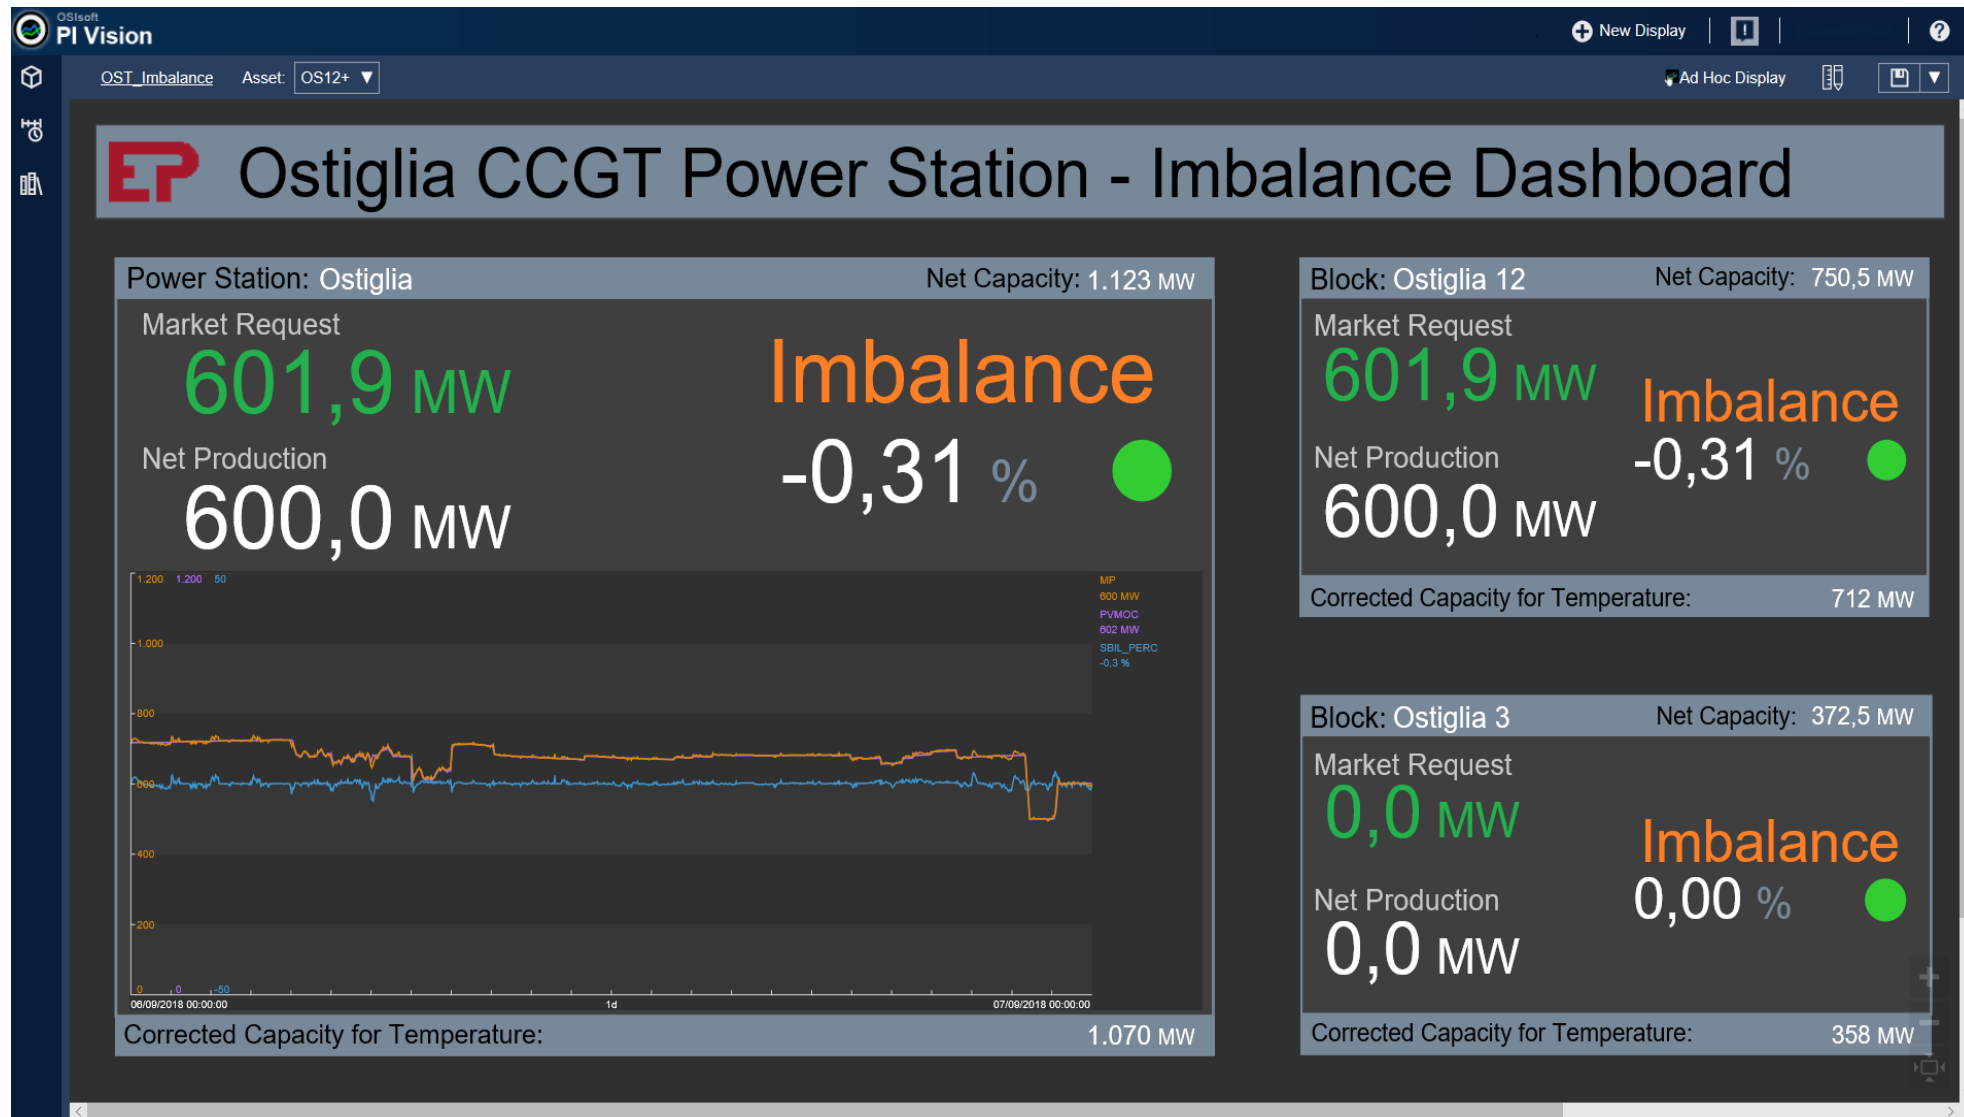 OSIsoft
PI Vision
New Display
OST_Imbalance Asset: OS12+
Ad Hoc Display
EP Ostiglia CCGT Power Station - Imbalance Dashboard
Power Station: Ostiglia Net Capacity: 1.123 MW
Market Request
601,9 MW
Imbalance
Net Production
-0,31 %
600,0 MW
1.200 1.200 50
1.000
800
600
400
200
0 0 -50
06/09/2018 00:00:00 1d 07/09/2018 00:00:00
MP
600 MW
PVMOC
602 MW
SBIL_PERC
-0,3 %
Corrected Capacity for Temperature: 1.070 MW
Block: Ostiglia 12 Net Capacity: 750,5 MW
Market Request
601,9 MW
Imbalance
Net Production
-0,31 %
600,0 MW
Corrected Capacity for Temperature: 712 MW
Block: Ostiglia 3 Net Capacity: 372,5 MW
Market Request
0,0 MW
Imbalance
Net Production
0,00 %
0,0 MW
Corrected Capacity for Temperature: 358 MW